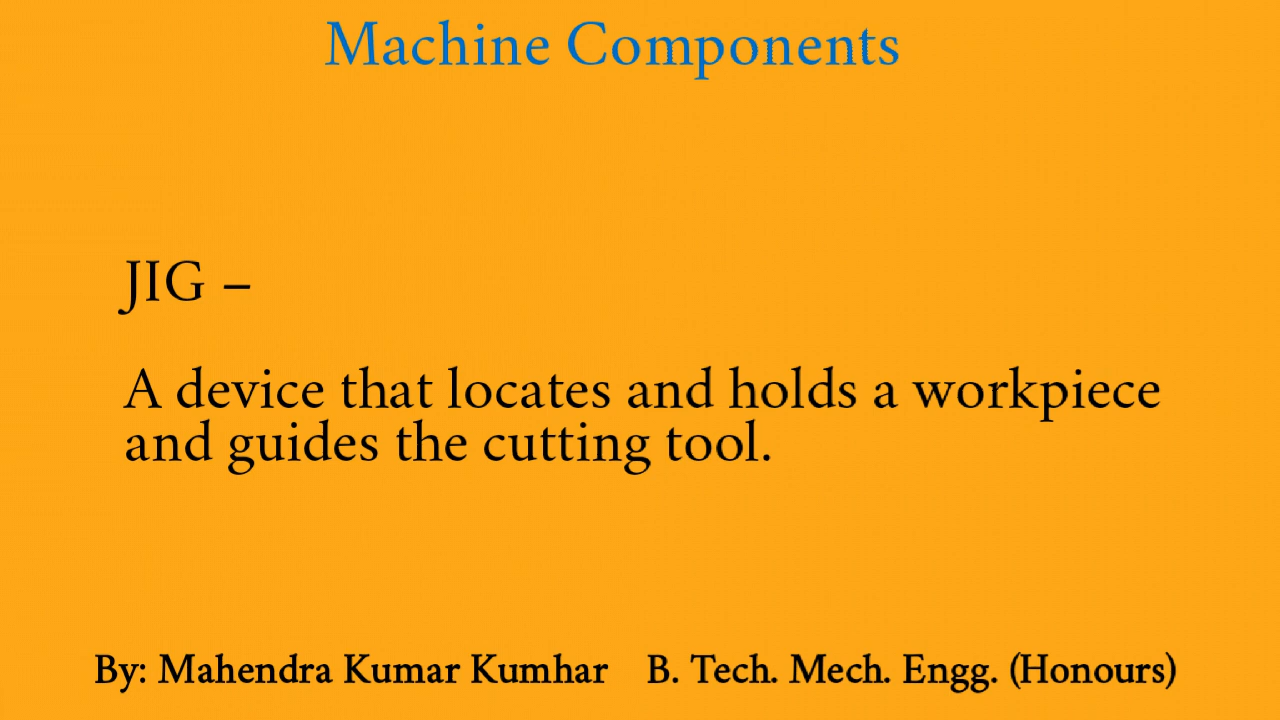 Machine Components
JIG –
A device that locates and holds a workpiece
and guides the cutting tool.
By: Mahendra Kumar Kumhar B. Tech. Mech. Engg. (Honours)